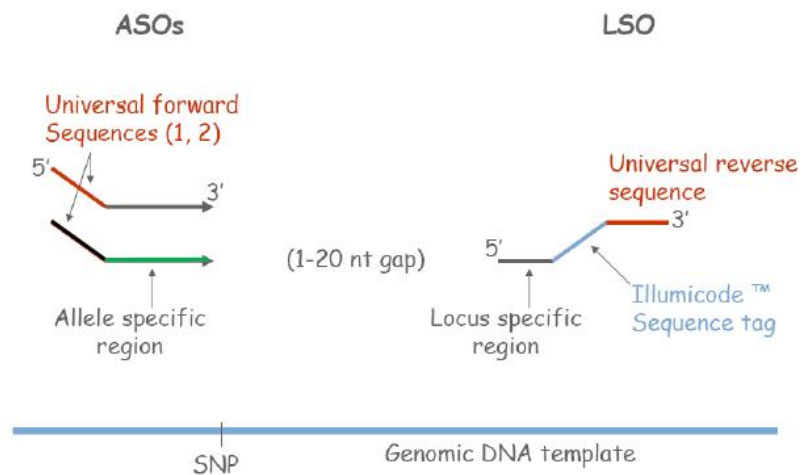 ASOs
LSO
Universal forward
Sequences (1, 2)
5’
3’
Universal reverse
sequence
5’
3’
(1-20 nt gap)
Allele specific
region
Locus specific
region
Illumicode ™
Sequence tag
SNP
Genomic DNA template